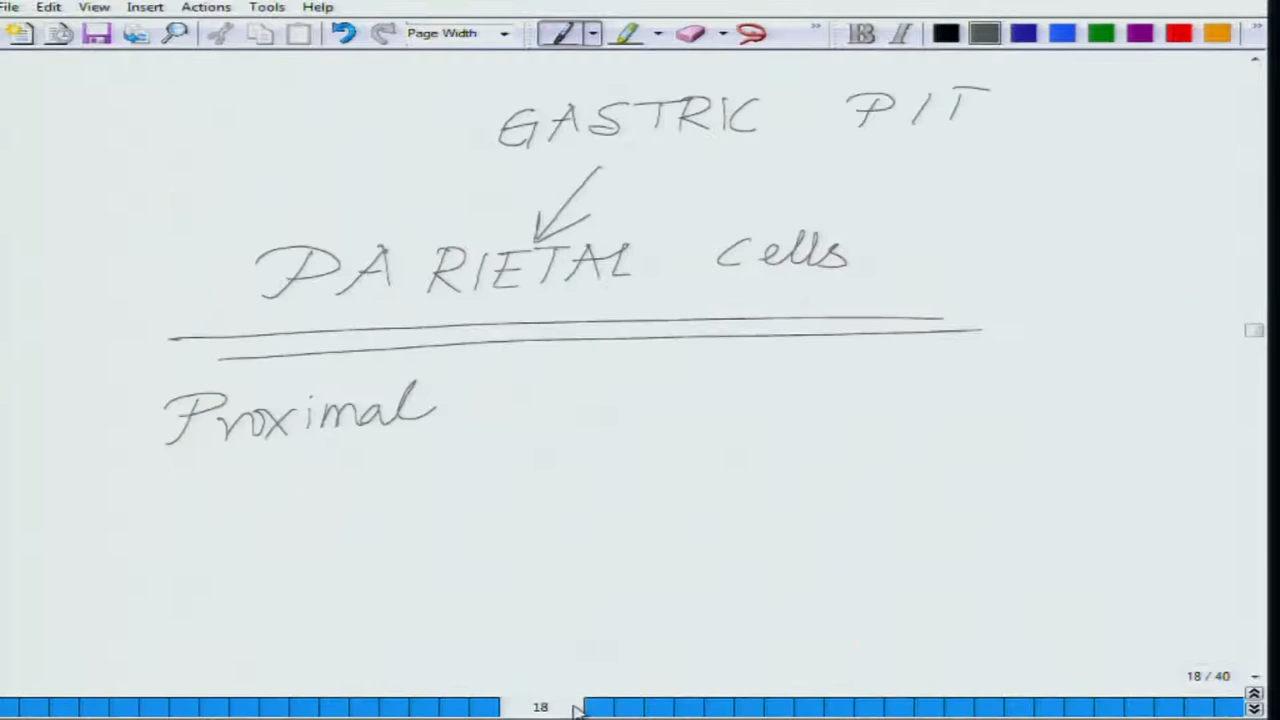 File Edit View Insert Actions Tools Help
Page Width B I
GASTRIC PIT
PARIETAL Cells
Proximal
18 / 40
18